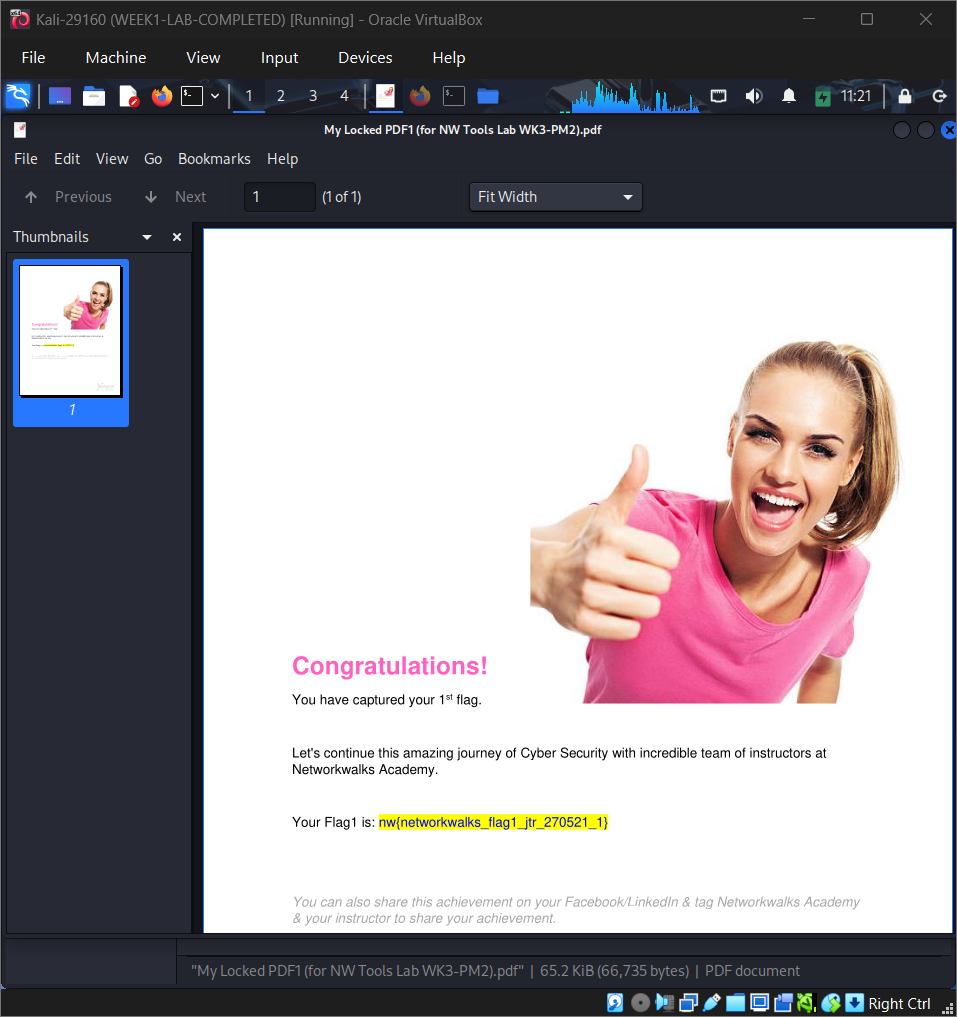 Kali-29160 (WEEK1-LAB-COMPLETED) [Running] - Oracle VirtualBox
File Machine View Input Devices Help
1 2 3 4 11:21
My Locked PDF1 (for NW Tools Lab WK3-PM2).pdf
File Edit View Go Bookmarks Help
Previous Next 1 (1 of 1) Fit Width
Thumbnails
1
Congratulations!
You have captured your 1st flag.
Let's continue this amazing journey of Cyber Security with incredible team of instructors at
Networkwalks Academy.
Your Flag1 is: nw{networkwalks_flag1_jtr_270521_1}
You can also share this achievement on your Facebook/LinkedIn & tag Networkwalks Academy
& your instructor to share your achievement.
"My Locked PDF1 (for NW Tools Lab WK3-PM2).pdf" | 65.2 KiB (66,735 bytes) | PDF document
Right Ctrl